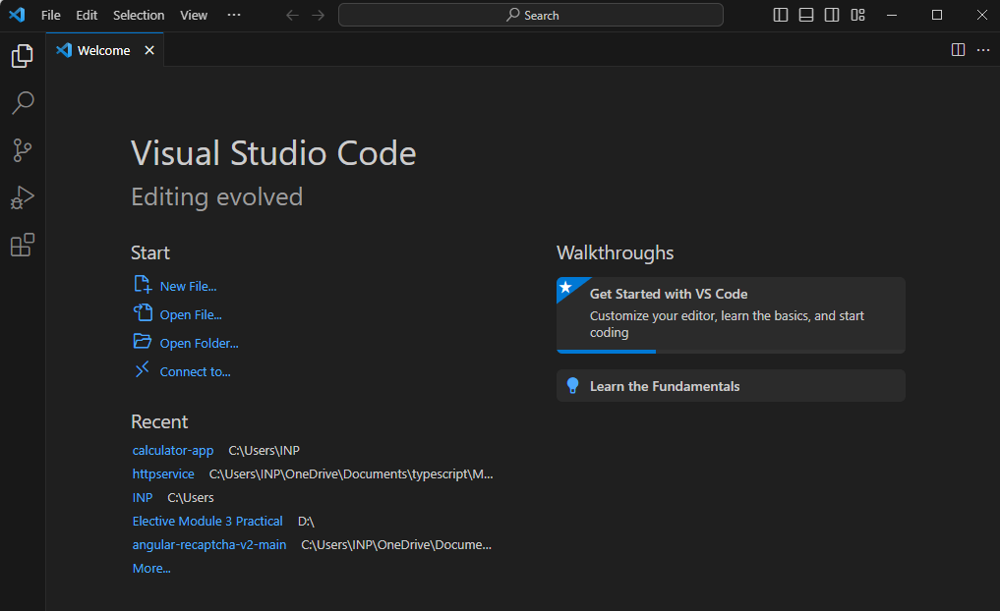 File Edit Selection View ···
Search
Welcome
Visual Studio Code
Editing evolved
Start
New File...
Open File...
Open Folder...
Connect to...
Recent
calculator-app C:\Users\INP
httpservice C:\Users\INP\OneDrive\Documents\typescript\M...
INP C:\Users
Elective Module 3 Practical D:\
angular-recaptcha-v2-main C:\Users\INP\OneDrive\Docume...
More...
Walkthroughs
Get Started with VS Code
Customize your editor, learn the basics, and start
coding
Learn the Fundamentals